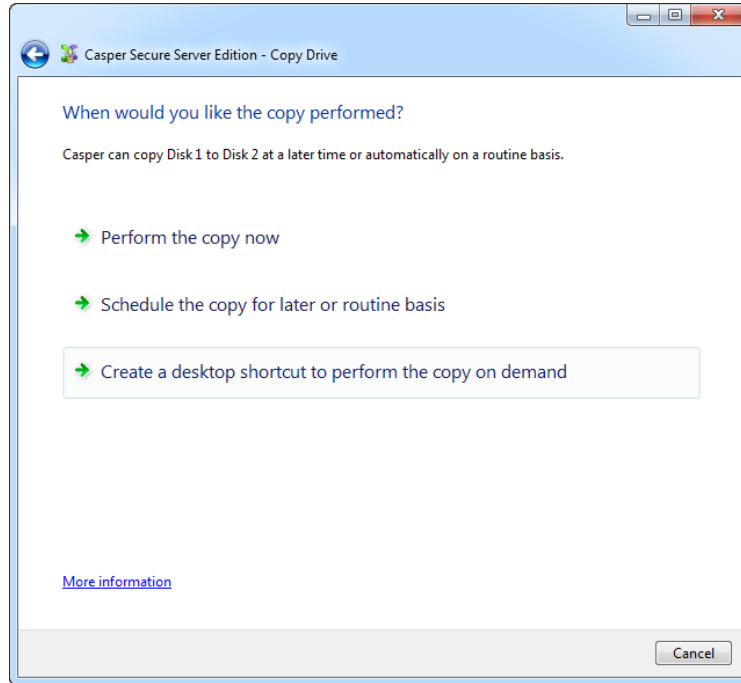 Casper Secure Server Edition - Copy Drive
When would you like the copy performed?
Casper can copy Disk 1 to Disk 2 at a later time or automatically on a routine basis.
Perform the copy now
Schedule the copy for later or routine basis
Create a desktop shortcut to perform the copy on demand
More information
Cancel